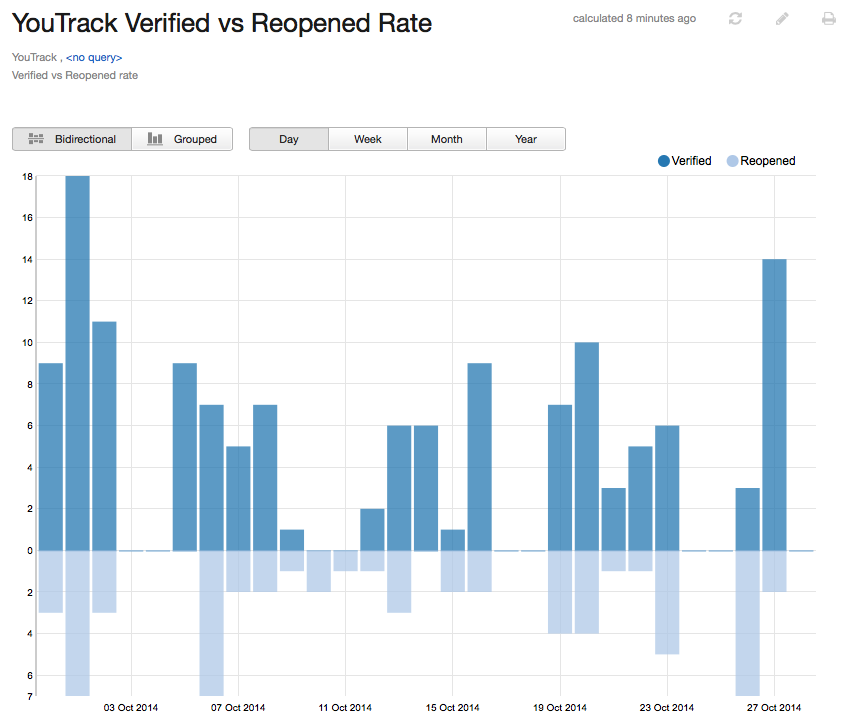 YouTrack Verified vs Reopened Rate
calculated 8 minutes ago
YouTrack , <no query>
Verified vs Reopened rate
Bidirectional Grouped Day Week Month Year
Verified Reopened
18
16
14
12
10
8
6
4
2
0
2
4
6
7
03 Oct 2014 07 Oct 2014 11 Oct 2014 15 Oct 2014 19 Oct 2014 23 Oct 2014 27 Oct 2014